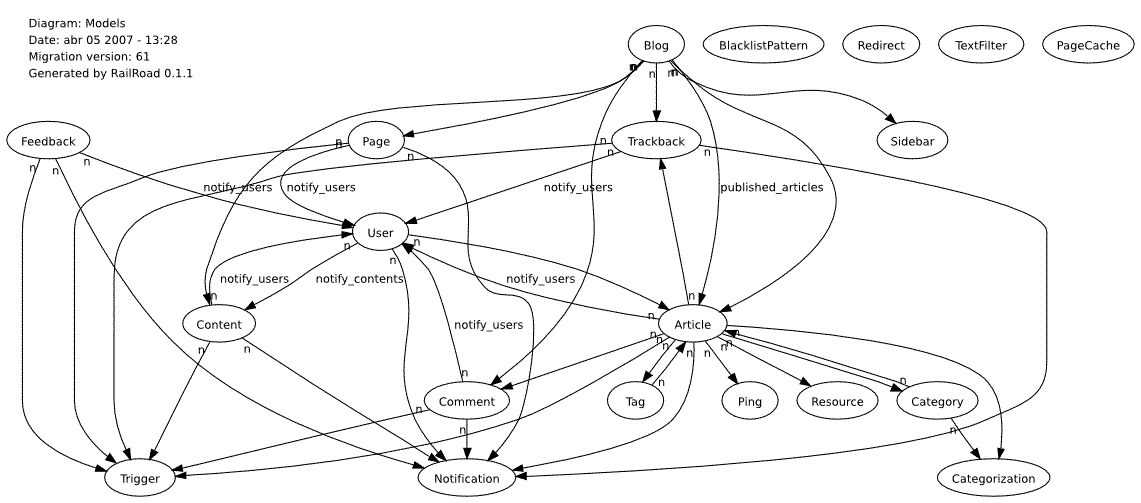 Diagram: Models
Date: abr 05 2007 - 13:28
Migration version: 61
Generated by RailRoad 0.1.1
Blog
BlacklistPattern
Redirect
TextFilter
PageCache
n
n
n
n
Feedback
Page
Trackback
Sidebar
n
n
n
n
n
n
n
n
n
notify_users
notify_users
notify_users
published_articles
User
n
n
n
notify_users
notify_contents
notify_users
n
n
n
Content
Article
notify_users
n
n
n
n
n
n
n
n
n
n
n
n
n
Comment
Tag
Ping
Resource
Category
n
n
n
Trigger
Notification
Categorization